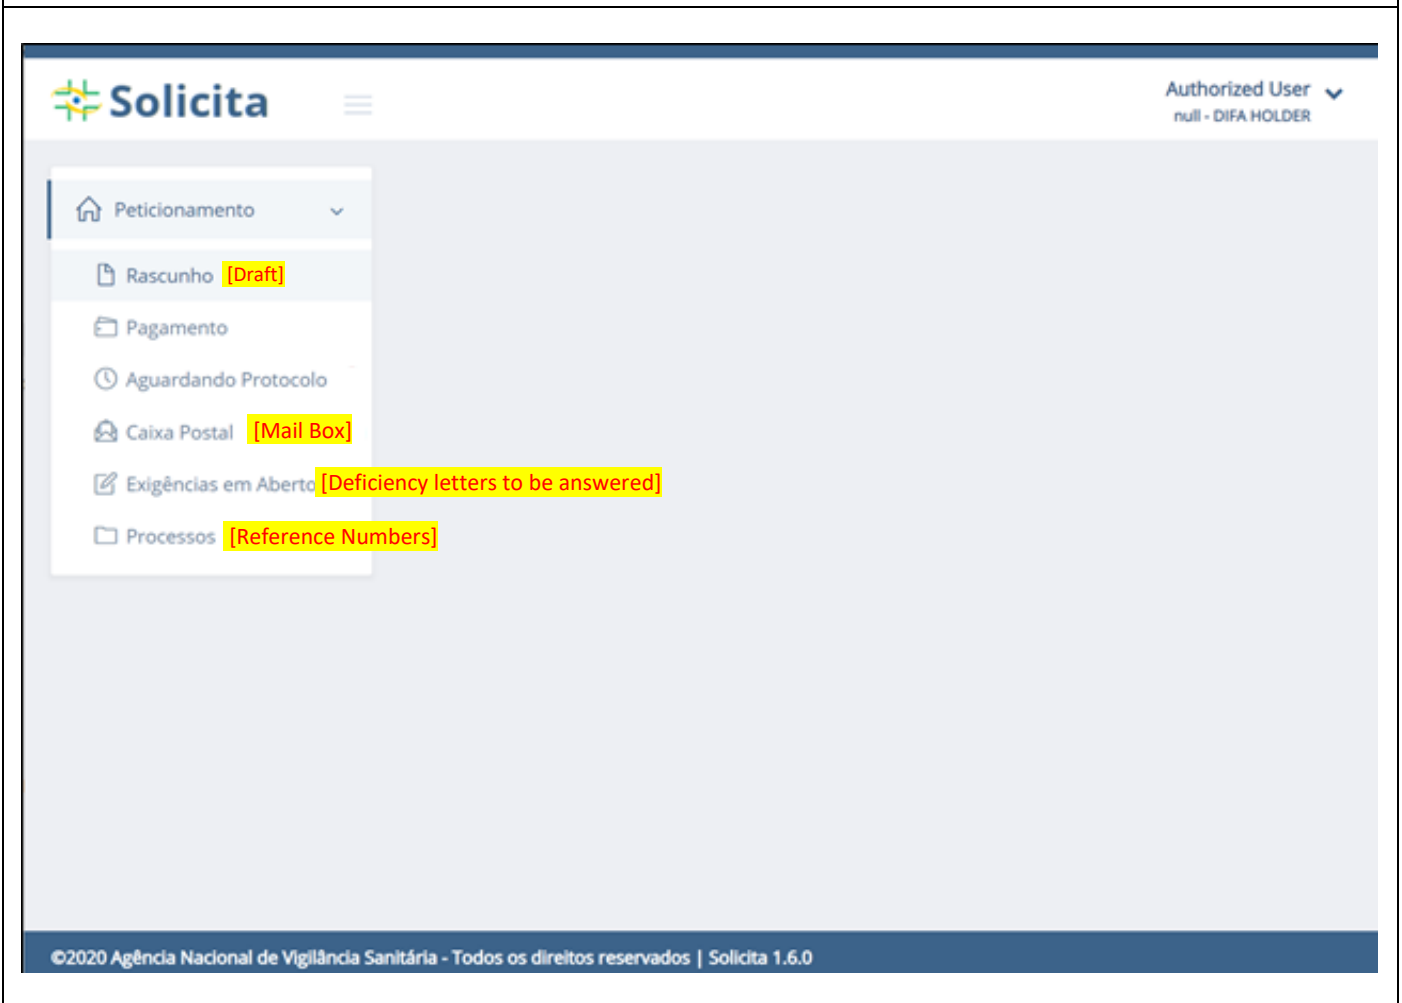 Solicita
Authorized User
null - DIFA HOLDER
Peticionamento
Rascunho [Draft]
Pagamento
Aguardando Protocolo
Caixa Postal [Mail Box]
Exigências em Aberto [Deficiency letters to be answered]
Processos [Reference Numbers]
©2020 Agência Nacional de Vigilância Sanitária - Todos os direitos reservados | Solicita 1.6.0